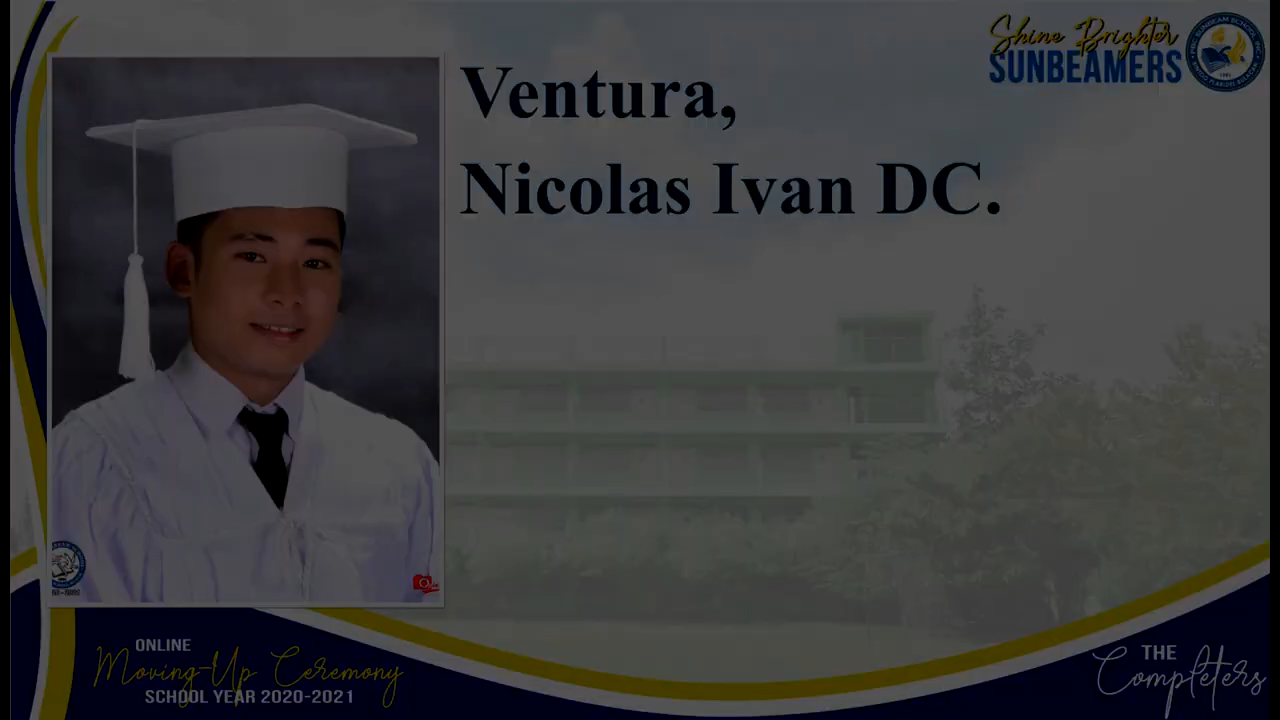 Shine Brighter
SUNBEAMERS
Ventura,
Nicolas Ivan DC.
ONLINE
Moving-Up Ceremony
SCHOOL YEAR 2020-2021
THE
Completers